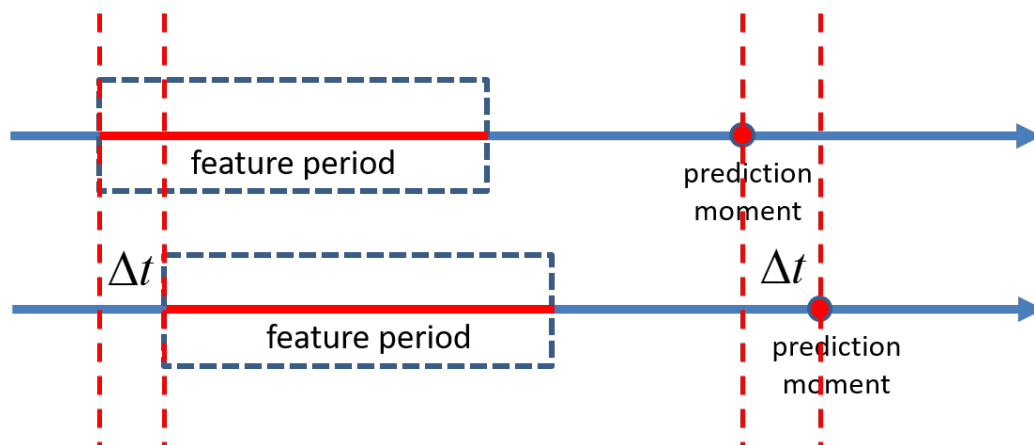 feature period
prediction
moment
Δt
Δt
feature period
prediction
moment